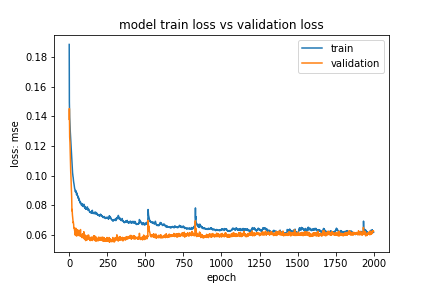 model train loss vs validation loss
train
validation
0.18
0.16
0.14
0.12
0.10
0.08
0.06
loss: mse
0 250 500 750 1000 1250 1500 1750 2000
epoch